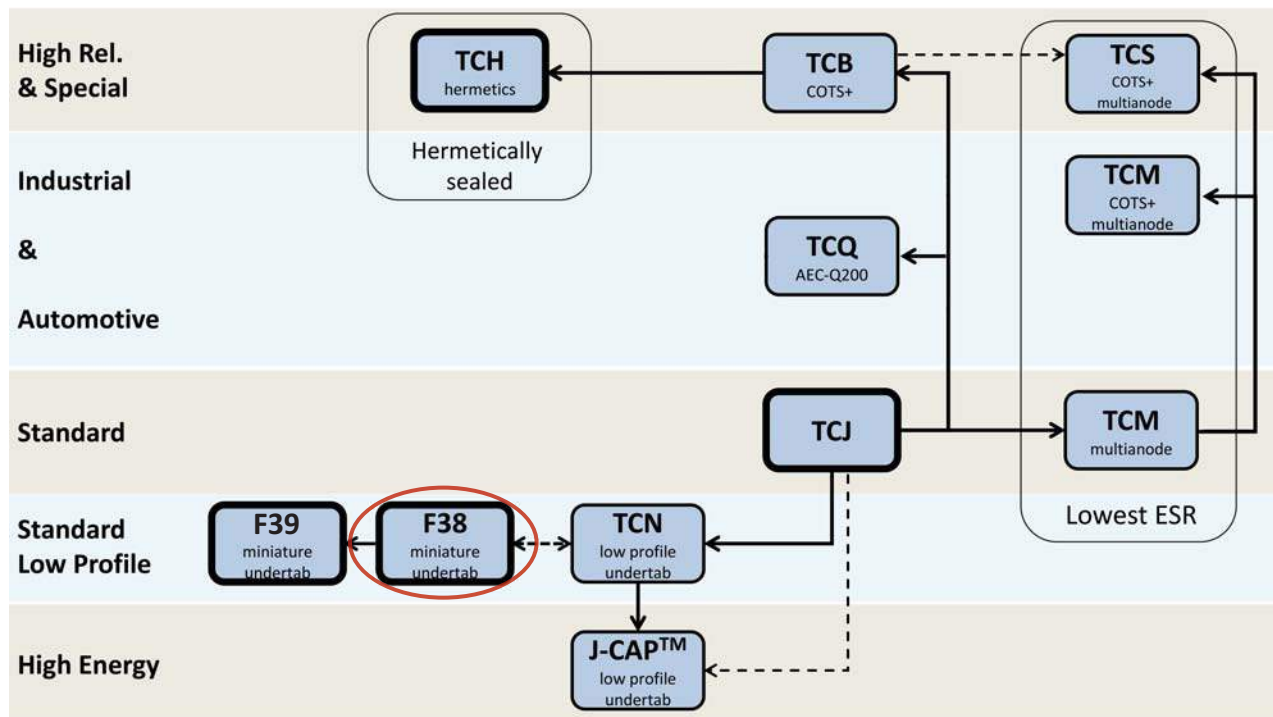 High Rel.
& Special
TCH
hermetics
Hermetically
sealed
TCB
COTS+
TCS
COTS+
multianode
Industrial
&
Automotive
TCQ
AEC-Q200
TCM
COTS+
multianode
Standard
TCJ
TCM
multianode
Lowest ESR
Standard
Low Profile
F39
miniature
undertab
F38
miniature
undertab
TCN
low profile
undertab
High Energy
J-CAP™
low profile
undertab